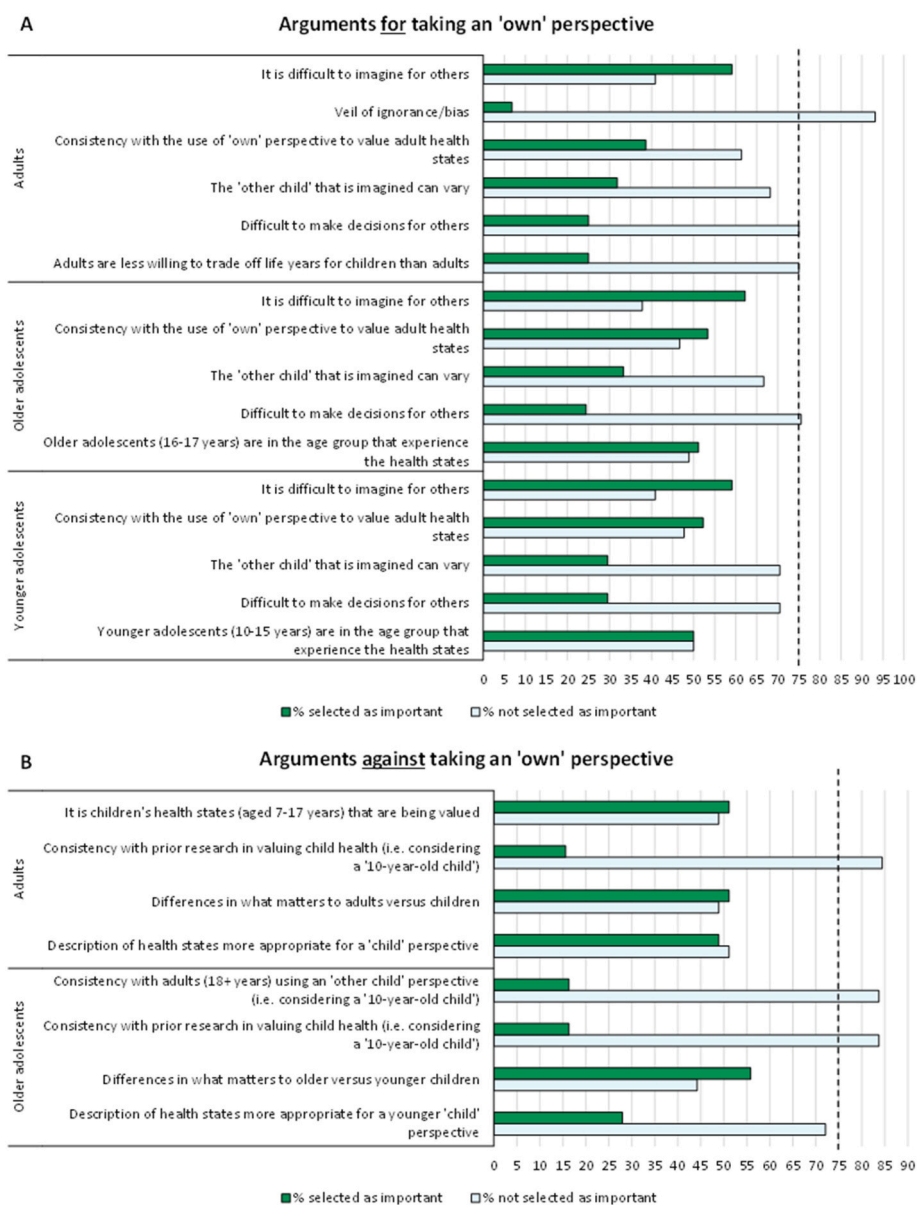 A
Arguments for taking an 'own' perspective
Adults
It is difficult to imagine for others
Veil of ignorance/bias
Consistency with the use of 'own' perspective to value adult health
states
The 'other child' that is imagined can vary
Difficult to make decisions for others
Adults are less willing to trade off life years for children than adults
Older adolescents
It is difficult to imagine for others
Consistency with the use of 'own' perspective to value adult health
states
The 'other child' that is imagined can vary
Difficult to make decisions for others
Older adolescents (16-17 years) are in the age group that experience
the health states
Younger adolescents
It is difficult to imagine for others
Consistency with the use of 'own' perspective to value adult health
states
The 'other child' that is imagined can vary
Difficult to make decisions for others
Younger adolescents (10-15 years) are in the age group that
experience the health states
0 5 10 15 20 25 30 35 40 45 50 55 60 65 70 75 80 85 90 95 100
% selected as important % not selected as important
B
Arguments against taking an 'own' perspective
Adults
It is children's health states (aged 7-17 years) that are being valued
Consistency with prior research in valuing child health (i.e. considering
a '10-year-old child')
Differences in what matters to adults versus children
Description of health states more appropriate for a 'child' perspective
Older adolescents
Consistency with adults (18+ years) using an 'other child' perspective
(i.e. considering a '10-year-old child')
Consistency with prior research in valuing child health (i.e. considering
a '10-year-old child')
Differences in what matters to older versus younger children
Description of health states more appropriate for a younger 'child'
perspective
0 5 10 15 20 25 30 35 40 45 50 55 60 65 70 75 80 85 90
% selected as important % not selected as important